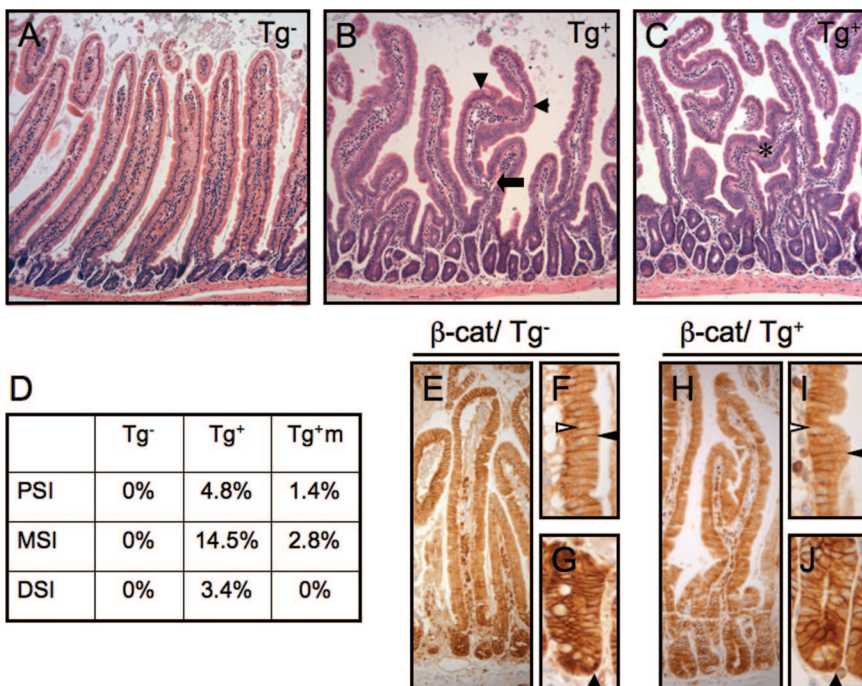 A Tg-
B Tg+
C Tg+
*
β-cat/ Tg-
β-cat/ Tg+
D
Tg- Tg+ Tg+m
PSI 0% 4.8% 1.4%
MSI 0% 14.5% 2.8%
DSI 0% 3.4% 0%
E
F
G
H
I
J